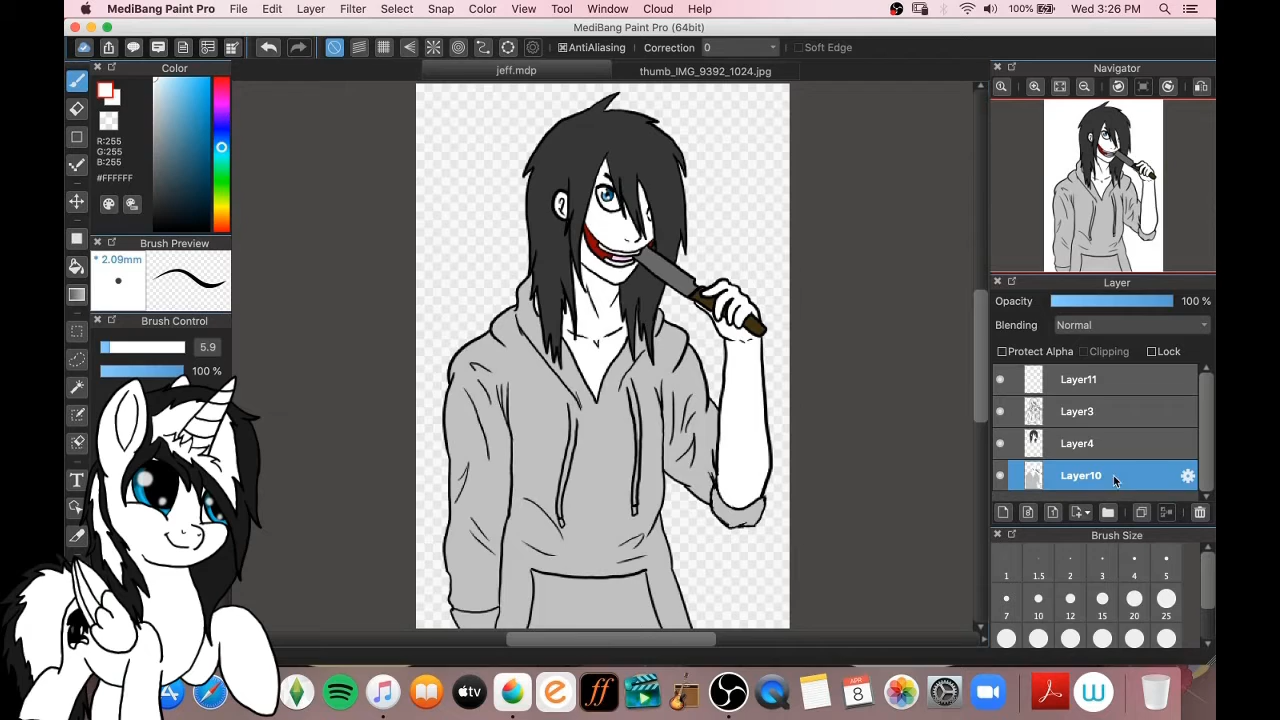 MediBang Paint Pro File Edit Layer Filter Select Snap Color View Tool Window Cloud Help 100% Wed 3:26 PM
MediBang Paint Pro (64bit)
AntiAliasing Correction 0 Soft Edge
Color
jeff.mdp
thumb_IMG_9392_1024.jpg
Navigator
R:255
G:255
B:255
#FFFFFF
Brush Preview
* 2.09mm
Brush Control
5.9
100 %
Layer
Opacity 100 %
Blending Normal
Protect Alpha Clipping Lock
Layer11
Layer3
Layer4
Layer10
Brush Size
1 1.5 2 3 4 5
7 10 12 15 20 25
T
tv
e
ff
APR
8
W